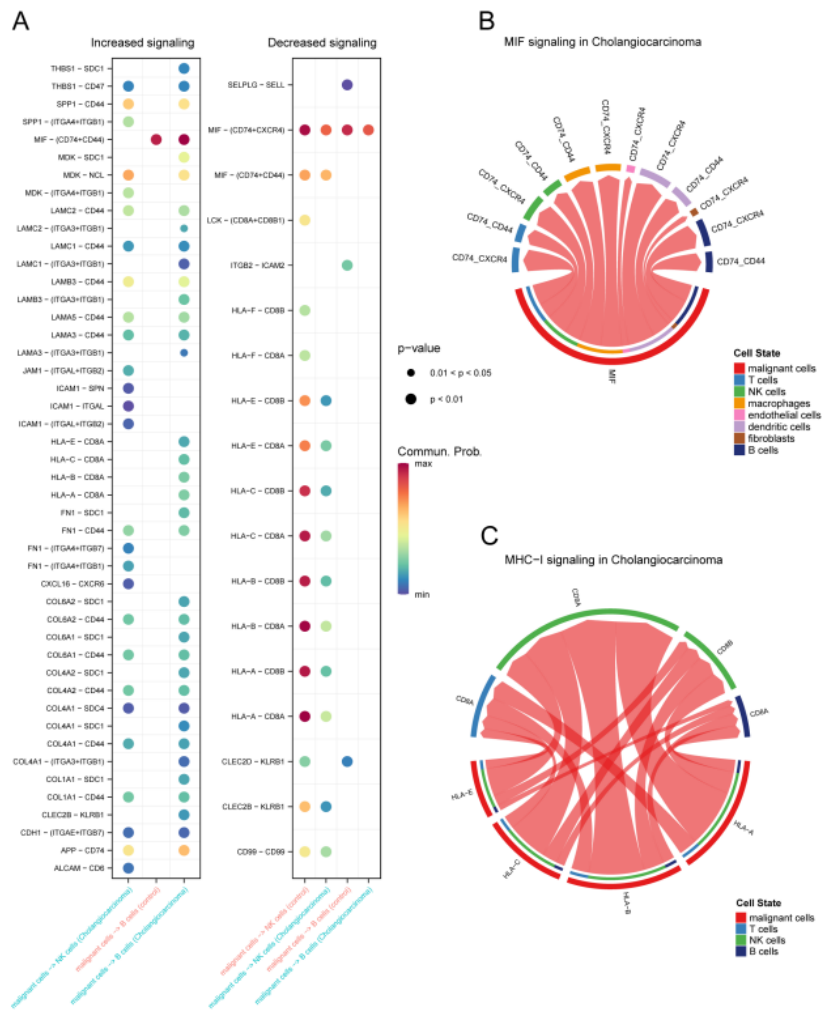 A
Increased signaling
THBS1 − SDC1
THBS1 − CD47
SPP1 − CD44
SPP1 − (ITGA4+ITGB1)
MIF − (CD74+CD44)
MDK − SDC1
MDK − NCL
MDK − (ITGA4+ITGB1)
LAMC2 − CD44
LAMC2 − (ITGA3+ITGB1)
LAMC1 − CD44
LAMC1 − (ITGA3+ITGB1)
LAMB3 − CD44
LAMB3 − (ITGA3+ITGB1)
LAMA5 − CD44
LAMA3 − CD44
LAMA3 − (ITGA3+ITGB1)
JAM1 − (ITGAL+ITGB2)
ICAM1 − SPN
ICAM1 − ITGAL
ICAM1 − (ITGAL+ITGB2)
HLA−E − CD8A
HLA−C − CD8A
HLA−B − CD8A
HLA−A − CD8A
FN1 − SDC1
FN1 − CD44
FN1 − (ITGA4+ITGB7)
FN1 − (ITGA4+ITGB1)
CXCL16 − CXCR6
COL6A2 − SDC1
COL6A2 − CD44
COL6A1 − SDC1
COL6A1 − CD44
COL4A2 − SDC1
COL4A2 − CD44
COL4A1 − SDC4
COL4A1 − SDC1
COL4A1 − CD44
COL4A1 − (ITGA3+ITGB1)
COL1A1 − SDC1
COL1A1 − CD44
CLEC2B − KLRB1
CDH1 − (ITGAE+ITGB7)
APP − CD74
ALCAM − CD6
malignant cells −> NK cells (Cholangiocarcinoma)
malignant cells −> B cells (control)
malignant cells −> B cells (Cholangiocarcinoma)
Decreased signaling
SELPLG − SELL
MIF − (CD74+CXCR4)
MIF − (CD74+CD44)
LCK − (CD8A+CD8B1)
ITGB2 − ICAM2
HLA−F − CD8B
HLA−F − CD8A
HLA−E − CD8B
HLA−E − CD8A
HLA−C − CD8B
HLA−C − CD8A
HLA−B − CD8B
HLA−B − CD8A
HLA−A − CD8B
HLA−A − CD8A
CLEC2D − KLRB1
CLEC2B − KLRB1
CD99 − CD99
malignant cells −> NK cells (control)
malignant cells −> NK cells (Cholangiocarcinoma)
malignant cells −> B cells (control)
malignant cells −> B cells (Cholangiocarcinoma)
p−value
0.01 < p < 0.05
p < 0.01
Commun. Prob.
max
min
B
MIF signaling in Cholangiocarcinoma
CD74_CXCR4
CD74_CD44
CD74_CXCR4
CD74_CD44
CD74_CD44
CD74_CXCR4
CD74_CXCR4
CD74_CXCR4
CD74_CD44
CD74_CXCR4
CD74_CXCR4
CD74_CD44
MIF
Cell State
malignant cells
T cells
NK cells
macrophages
endothelial cells
dendritic cells
fibroblasts
B cells
C
MHC−I signaling in Cholangiocarcinoma
CD8A
CD8A
CD8B
CD8A
HLA−E
HLA−C
HLA−B
HLA−A
Cell State
malignant cells
T cells
NK cells
B cells